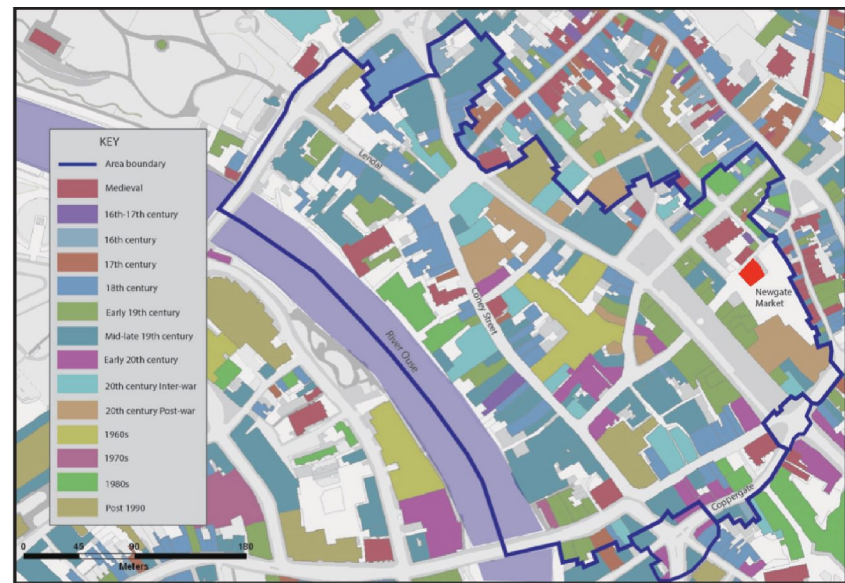 KEY
Area boundary
Medieval
16th-17th century
16th century
17th century
18th century
Early 19th century
Mid-late 19th century
Early 20th century
20th century Inter-war
20th century Post-war
1960s
1970s
1980s
Post 1990
0 45 90 180
Meters
Lendal
Coney Street
River Ouse
Newgate
Market
Coppergate